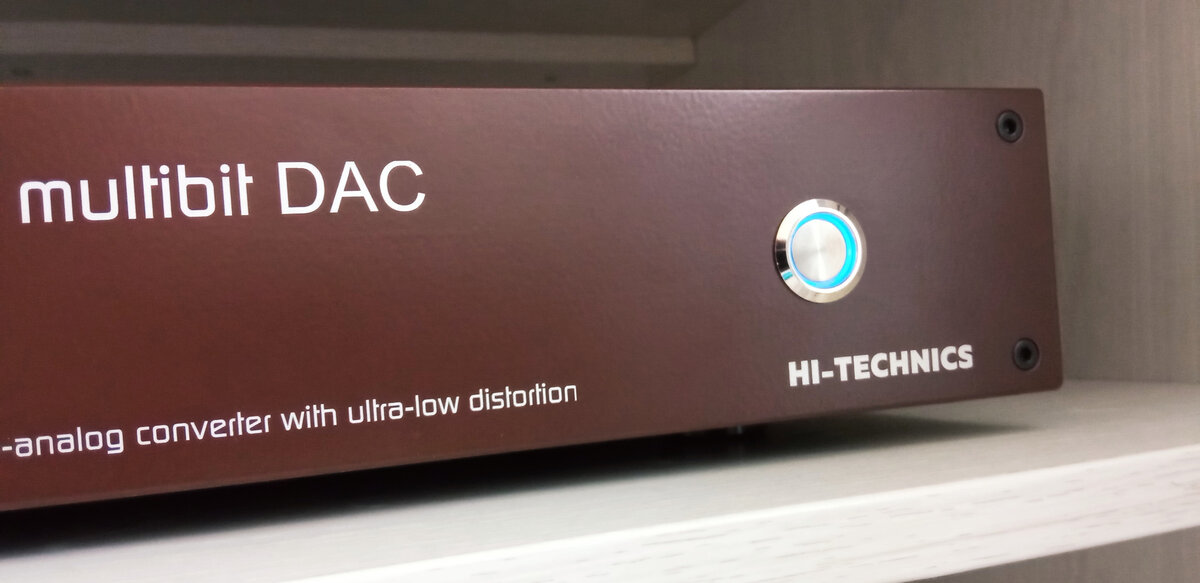 multibit DAC
-analog converter with ultra-low distortion
HI-TECHNICS